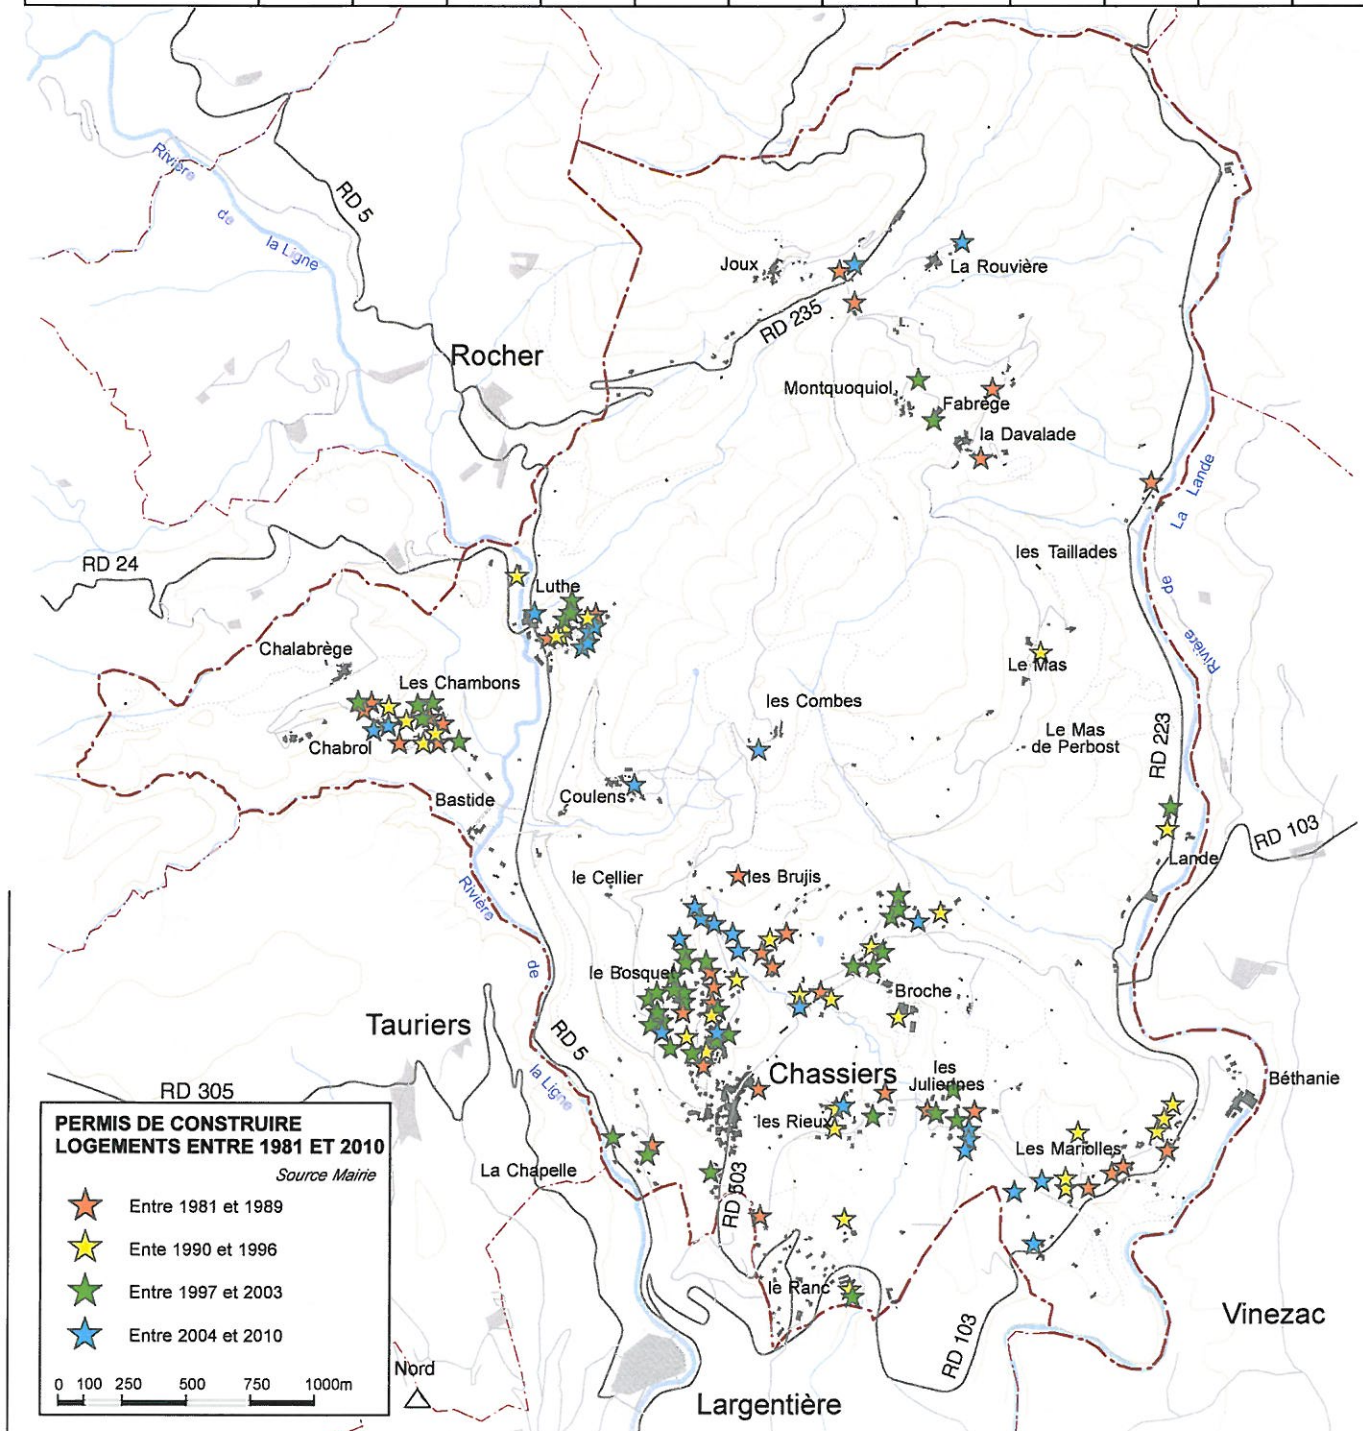 Rivière
de
la Ligne
RD 5
Joux
La Rouvière
RD 235
Rocher
Montquoquiol
Fabrège
la Davalade
La Lande
de
Rivière
les Taillades
RD 24
Luthe
Chalabrège
Les Chambons
Le Mas
les Combes
Chabrol
Le Mas
de Perbost
RD 223
Bastide
Coulens
RD 103
Lande
le Cellier
les Brujis
Rivière
de
la Ligne
le Bosquet
Broche
Tauriers
RD 5
Chassiers
les
Juliennes
Béthanie
RD 305
les Rieux
Les Mariolles
La Chapelle
RD 503
le Ranc
RD 103
Vinezac
Largentière
PERMIS DE CONSTRUIRE
LOGEMENTS ENTRE 1981 ET 2010
Source Mairie
Entre 1981 et 1989
Ente 1990 et 1996
Entre 1997 et 2003
Entre 2004 et 2010
0 100 250 500 750 1000m
Nord